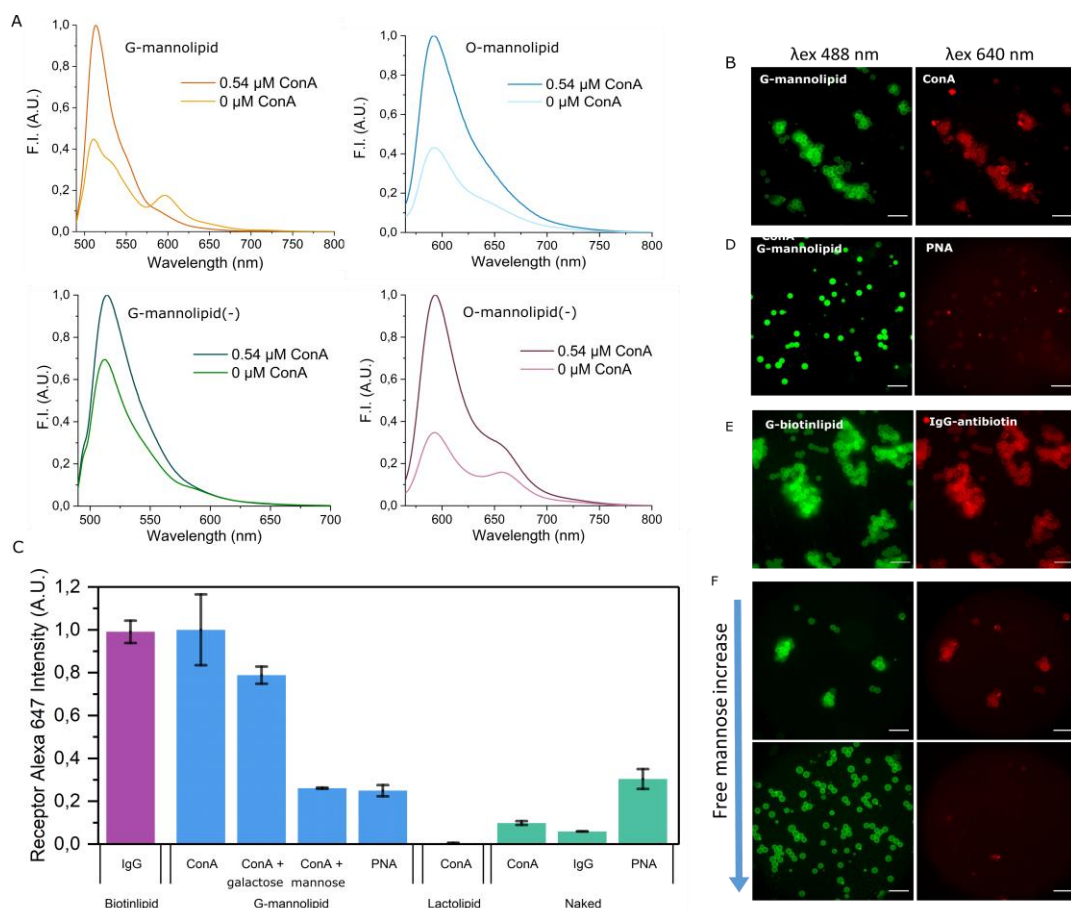 A
G-mannolipid
0.54 µM ConA
0 µM ConA
F.I. (A.U.)
1,0
0,8
0,6
0,4
0,2
0,0
500 550 600 650 700 750 800
Wavelength (nm)
O-mannolipid
0.54 µM ConA
0 µM ConA
F.I. (A.U.)
1,0
0,8
0,6
0,4
0,2
0,0
600 650 700 750 800
Wavelength (nm)
G-mannolipid(-)
0.54 µM ConA
0 µM ConA
F.I. (A.U.)
1,0
0,8
0,6
0,4
0,2
0,0
500 550 600 650 700
Wavelength (nm)
O-mannolipid(-)
0.54 µM ConA
0 µM ConA
F.I. (A.U.)
1,0
0,8
0,6
0,4
0,2
0,0
600 650 700 750 800
Wavelength (nm)
C
Receptor Alexa 647 Intensity (A.U.)
1,2
1,0
0,8
0,6
0,4
0,2
0,0
IgG ConA ConA + ConA + PNA ConA ConA IgG PNA
galactose mannose
Biotinlipid G-mannolipid Lactolipid Naked
λex 488 nm λex 640 nm
B
G-mannolipid ConA
D
ConA
G-mannolipid PNA
E
G-biotinlipid IgG-antibiotin
F
Free mannose increase